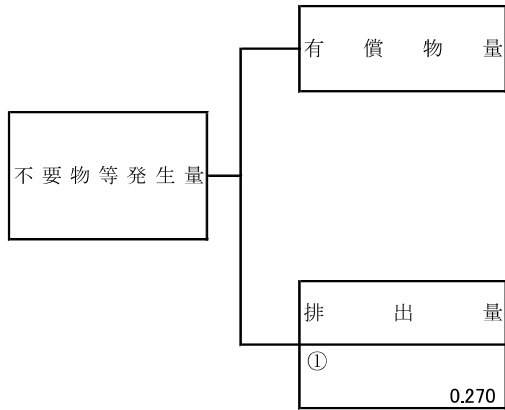 有償物量
不要物等発生量
排出量
①
0.270